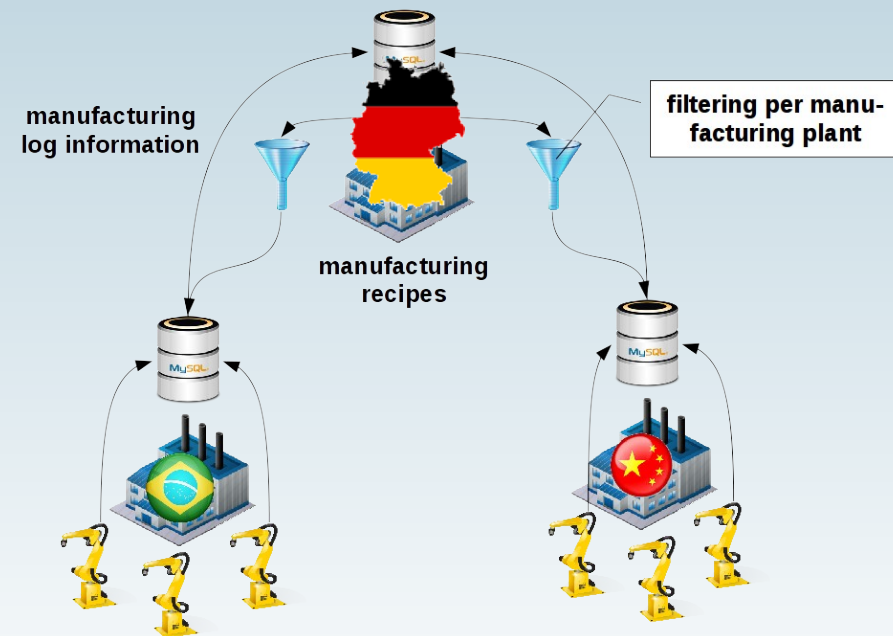 MySQL
manufacturing
log information
filtering per manu-
facturing plant
manufacturing
recipes
MySQL
MySQL